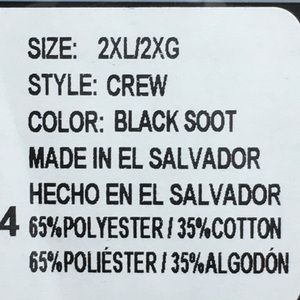 SIZE: 2XL/2XG
STYLE: CREW
COLOR: BLACK SOOT
MADE IN EL SALVADOR
HECHO EN EL SALVADOR
4 65%POLYESTER / 35%COTTON
65%POLIÉSTER / 35%ALGODÓN